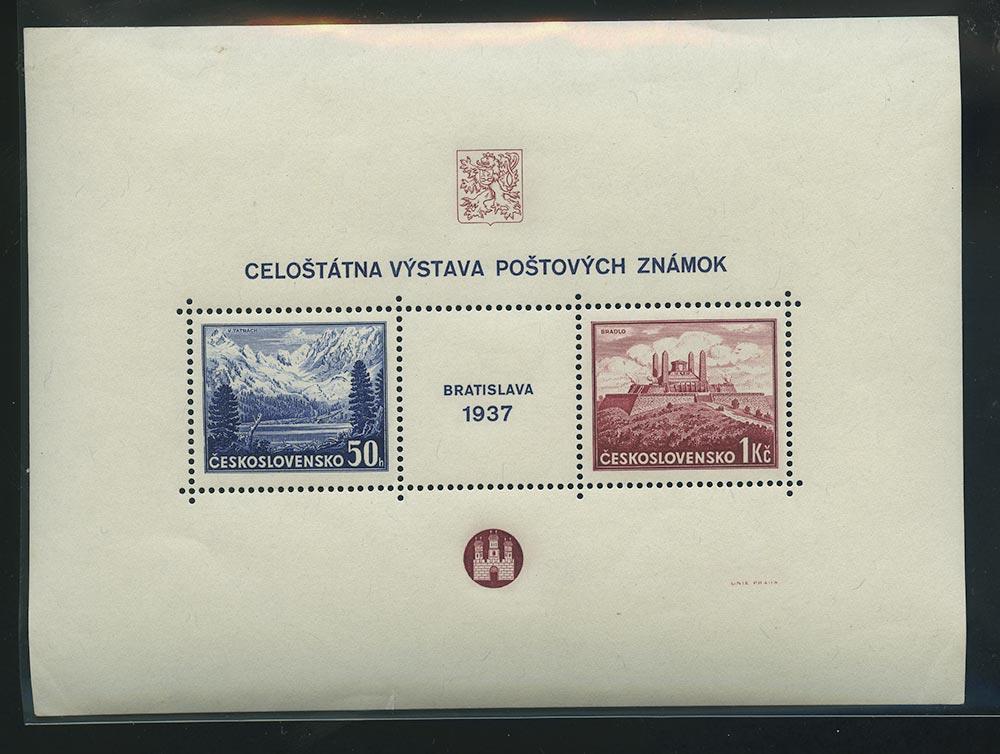 CELOŠTÁTNA VÝSTAVA POŠTOVÝCH ZNÁMOK
V TATRÁCH
ČESKOSLOVENSKO 50h
BRATISLAVA
1937
BRADLO
ČESKOSLOVENSKO 1Kč
UNIE PRAHA